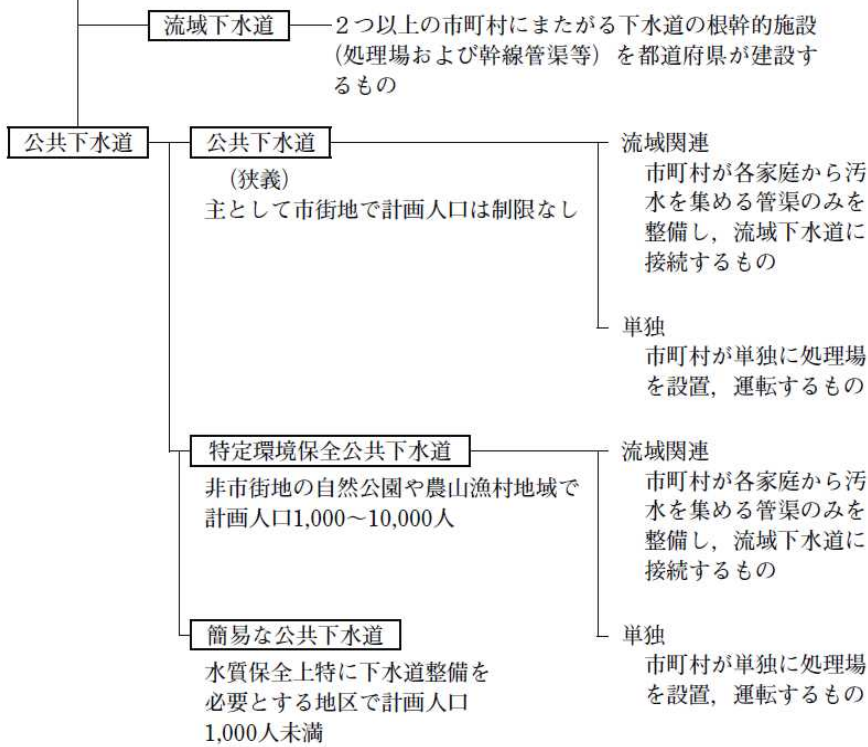 流域下水道
2つ以上の市町村にまたがる下水道の根幹的施設
（処理場および幹線管渠等）を都道府県が建設す
るもの
公共下水道
公共下水道
（狭義）
主として市街地で計画人口は制限なし
流域関連
市町村が各家庭から汚
水を集める管渠のみを
整備し，流域下水道に
接続するもの
単独
市町村が単独に処理場
を設置，運転するもの
特定環境保全公共下水道
非市街地の自然公園や農山漁村地域で
計画人口1,000～10,000人
流域関連
市町村が各家庭から汚
水を集める管渠のみを
整備し，流域下水道に
接続するもの
簡易な公共下水道
水質保全上特に下水道整備を
必要とする地区で計画人口
1,000人未満
単独
市町村が単独に処理場
を設置，運転するもの